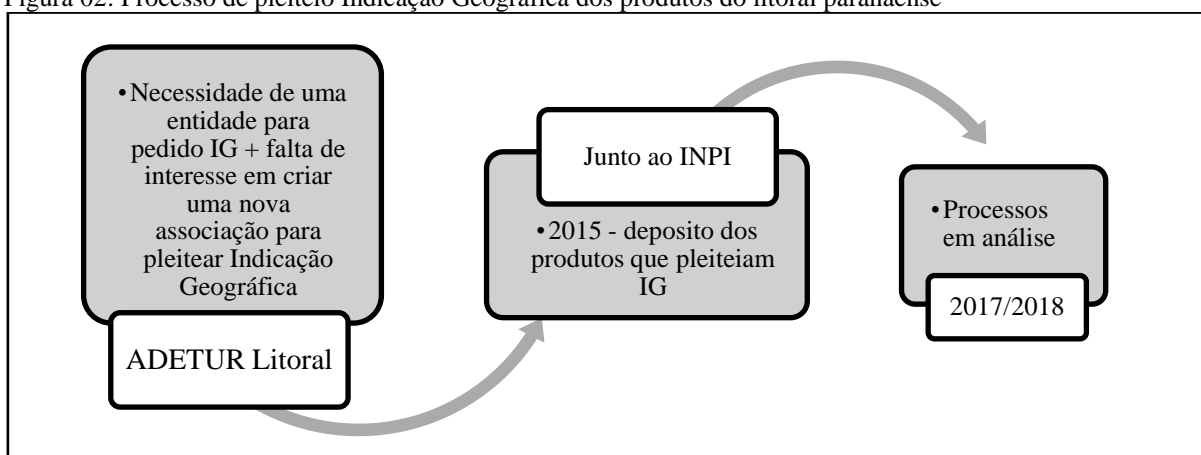 Figura 02: Processo de pleiteio Indicação Geográfica dos produtos do litoral paranaense
•Necessidade de uma
entidade para
pedido IG + falta de
interesse em criar
uma nova
associação para
pleitear Indicação
Geográfica
ADETUR Litoral
Junto ao INPI
•2015 - deposito dos
produtos que pleiteiam
IG
•Processos
em análise
2017/2018